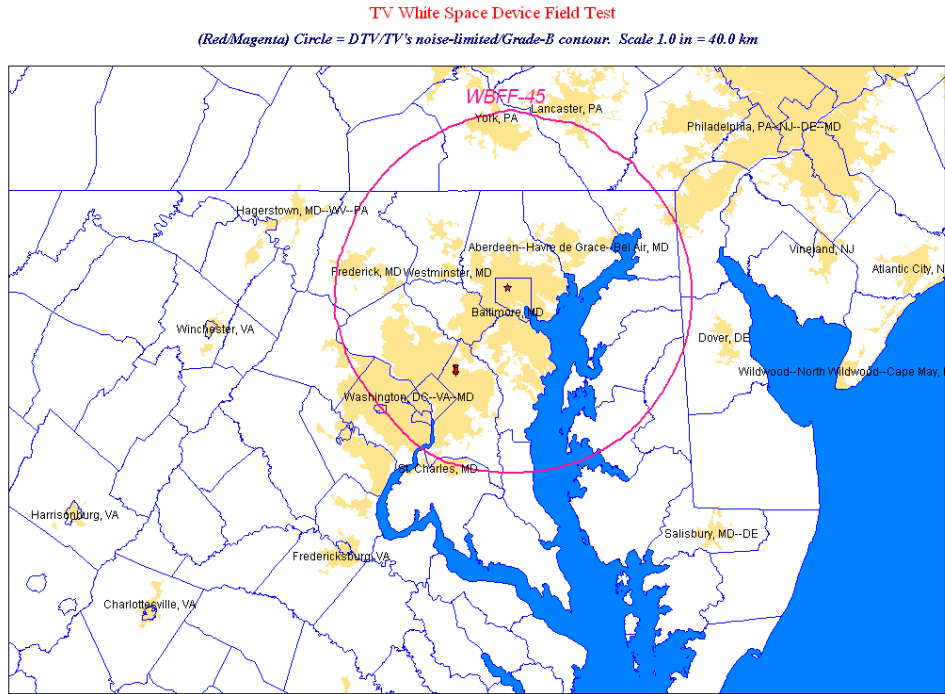 TV White Space Device Field Test
(Red/Magenta) Circle = DTV/TV's noise-limited/Grade-B contour. Scale 1.0 in = 40.0 km
WBFF-45
Lancaster, PA
York, PA
Philadelphia, PA--NJ--DE--MD
Hagerstown, MD--WV--PA
Aberdeen--Havre de Grace--Bel Air, MD
Vineland, NJ
Frederick, MD
Westminster, MD
Atlantic City, N
Baltimore, MD
Winchester, VA
Dover, DE
Wildwood--North Wildwood--Cape May,
Washington, DC--VA--MD
St. Charles, MD
Harrisonburg, VA
Salisbury, MD--DE
Fredericksburg, VA
Charlottesville, VA